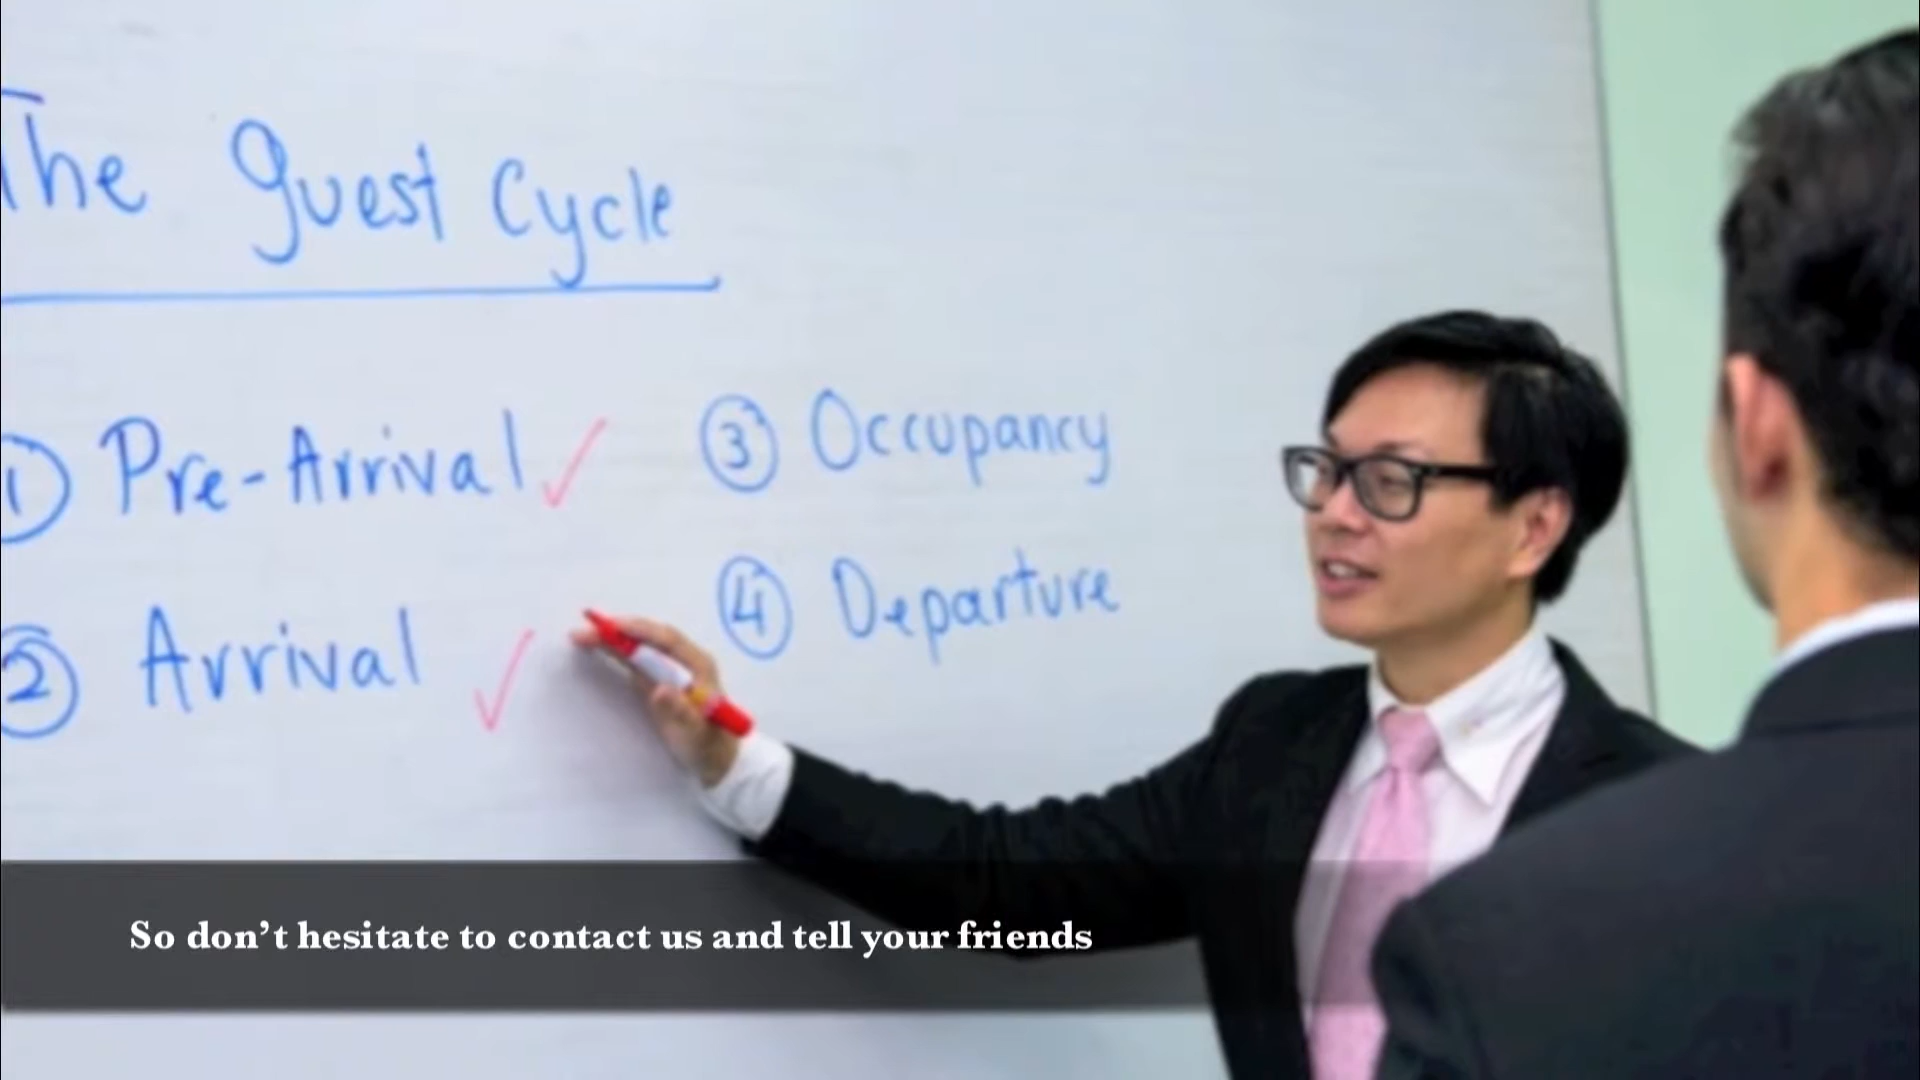 The guest Cycle
1 Pre-Arrival ✓
2 Arrival ✓
3 Occupancy
4 Departure
So don’t hesitate to contact us and tell your friends